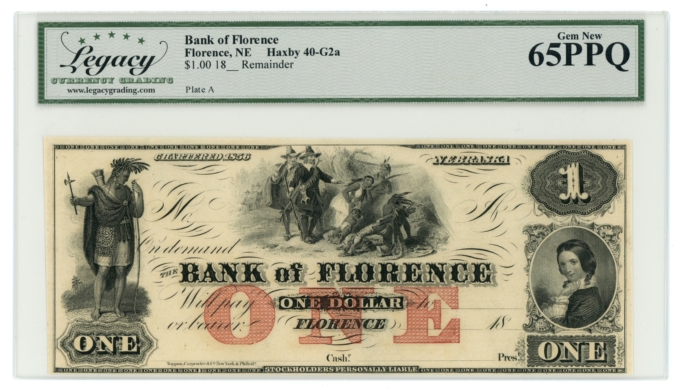 Legacy
CURRENCY GRADING
www.legacygrading.com
Bank of Florence
Florence, NE Haxby 40-G2a
$1.00 18__ Remainder
Plate A
Gem New
65PPQ
CHARTERED 1856
NEBRASKA
1
No.
A
On demand
THE BANK of FLORENCE
Will pay ONE DOLLAR to
or bearer FLORENCE 18
ONE
ONE
Cash.r
Pres.t
ONE
STOCKHOLDERS PERSONALLY LIABLE